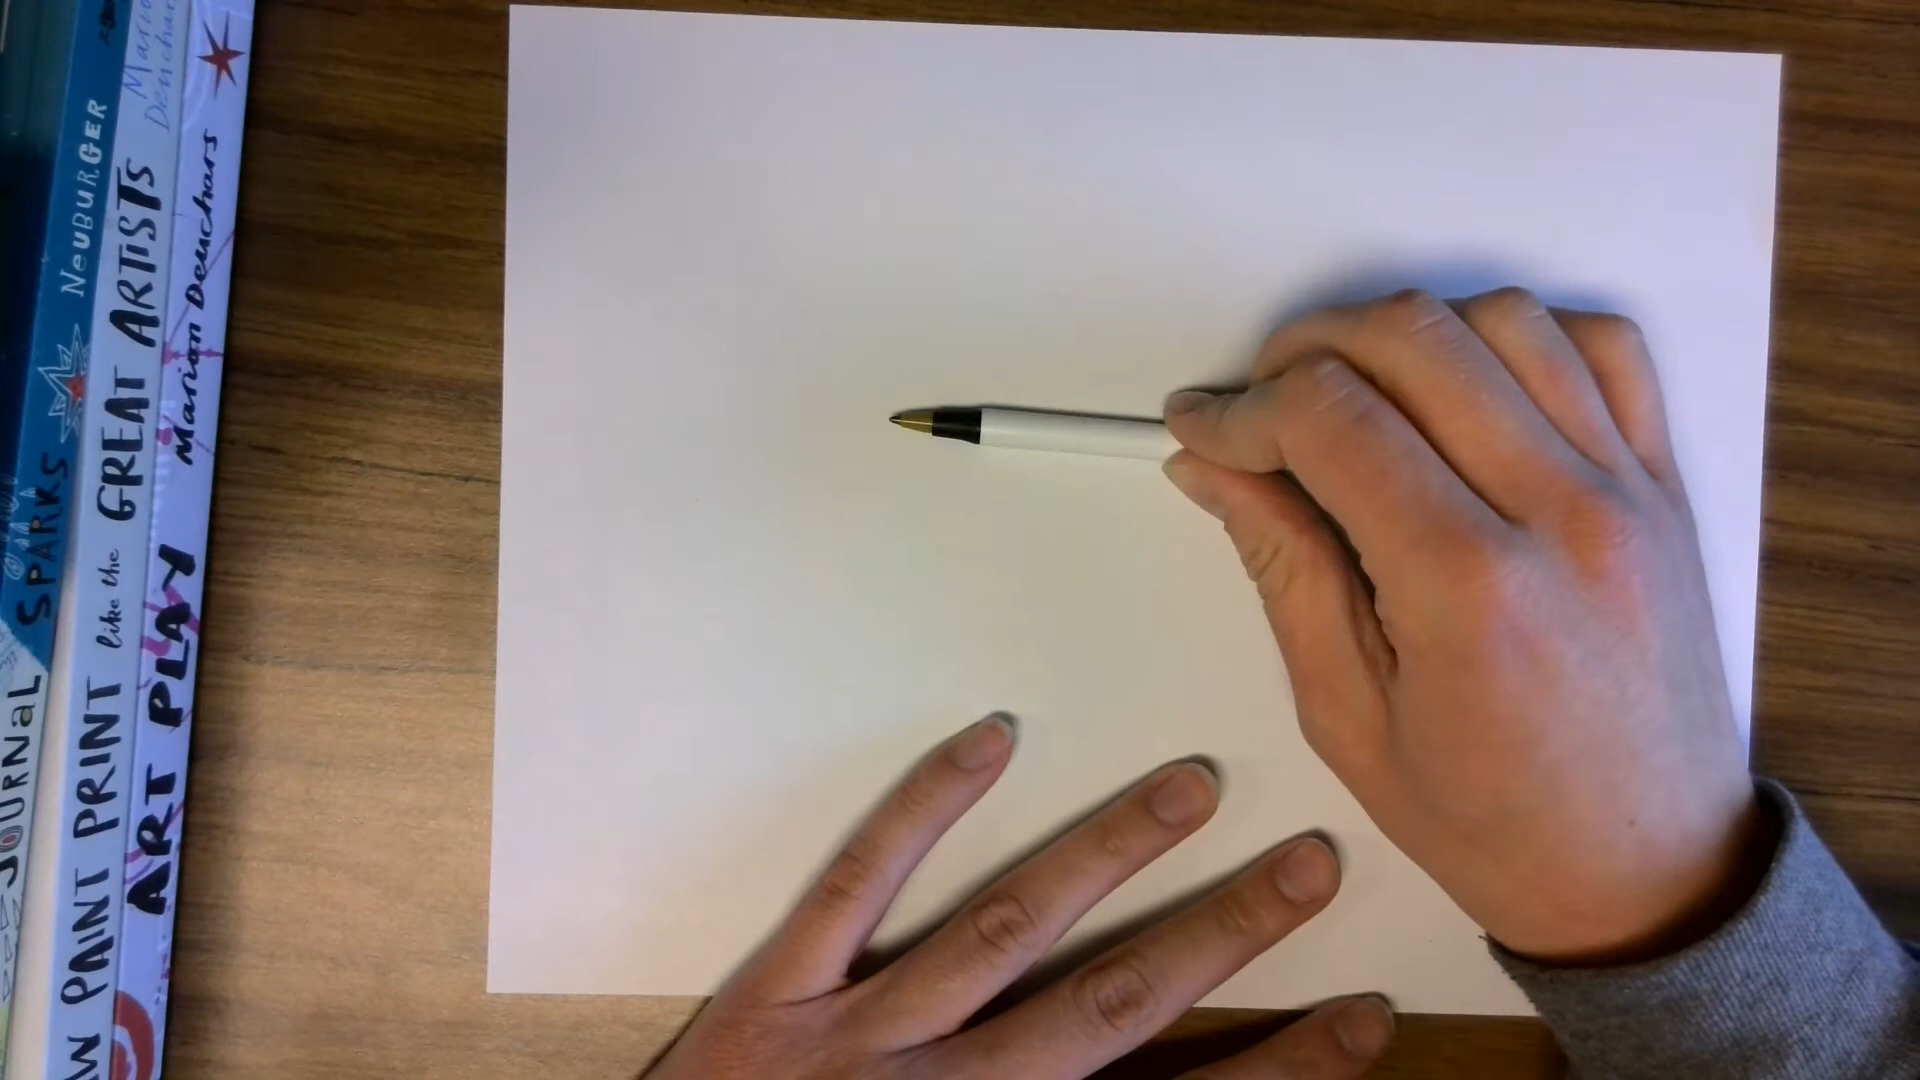 JOURNAL SPARKS NEUBURGER
PAINT PRINT like the GREAT ARTISTS Marion Deuchars
ART PLAY Marion Deuchars